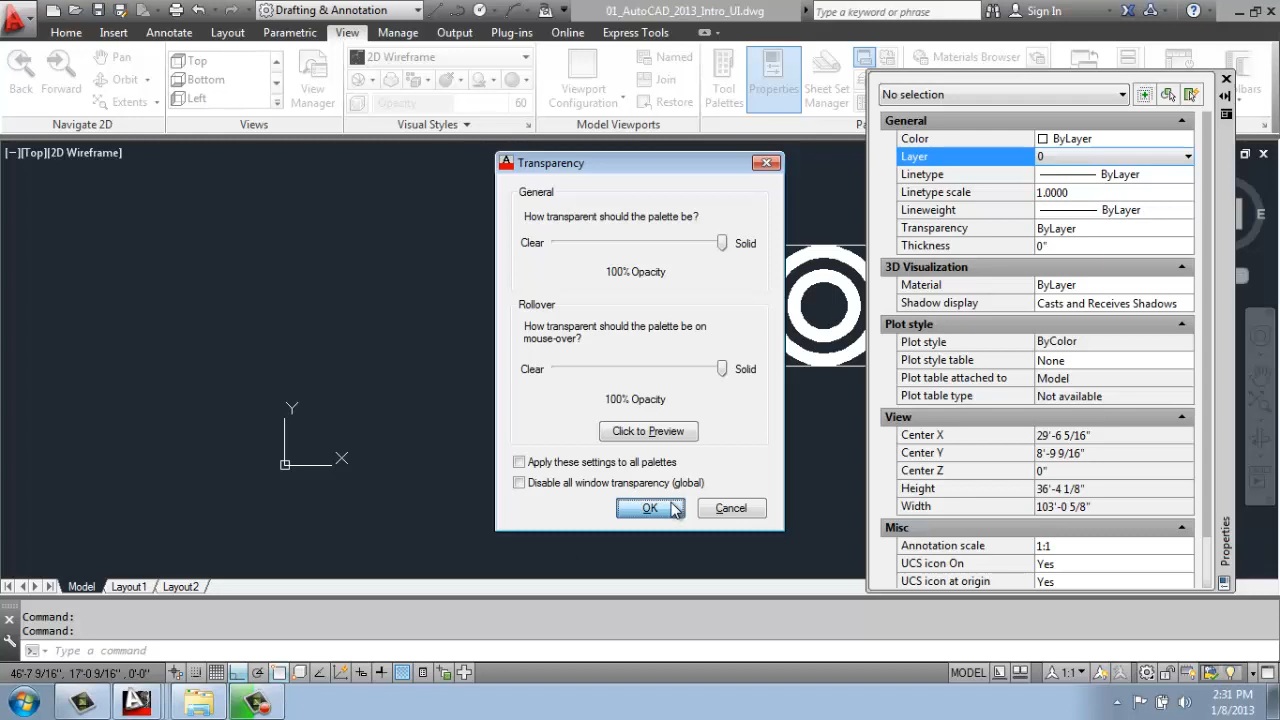 Drafting & Annotation
01_AutoCAD_2013_Intro_UI.dwg
Type a keyword or phrase
Sign In
Home Insert Annotate Layout Parametric View Manage Output Plug-ins Online Express Tools
Back
Forward
Pan
Orbit
Extents
Navigate 2D
Top
Bottom
Left
View
Manager
Views
2D Wireframe
Opacity 60
Visual Styles
Viewport
Configuration
Named
Join
Restore
Model Viewports
Tool
Palettes
Properties
Sheet Set
Manager
Materials Browser
Pa
[−][Top][2D Wireframe]
Transparency
General
How transparent should the palette be?
Clear Solid
100% Opacity
Rollover
How transparent should the palette be on
mouse-over?
Clear Solid
100% Opacity
Click to Preview
Apply these settings to all palettes
Disable all window transparency (global)
OK Cancel
Y
X
No selection
General
Color ByLayer
Layer 0
Linetype ByLayer
Linetype scale 1.0000
Lineweight ByLayer
Transparency ByLayer
Thickness 0"
3D Visualization
Material ByLayer
Shadow display Casts and Receives Shadows
Plot style
Plot style ByColor
Plot style table None
Plot table attached to Model
Plot table type Not available
View
Center X 29'-6 5/16"
Center Y 8'-9 9/16"
Center Z 0"
Height 36'-4 1/8"
Width 103'-0 5/8"
Misc
Annotation scale 1:1
UCS icon On Yes
UCS icon at origin Yes
Properties
Model Layout1 Layout2
Command:
Command:
Type a command
46'-7 9/16", 17'-0 9/16", 0'-0"
MODEL
1:1
2:31 PM
1/8/2013